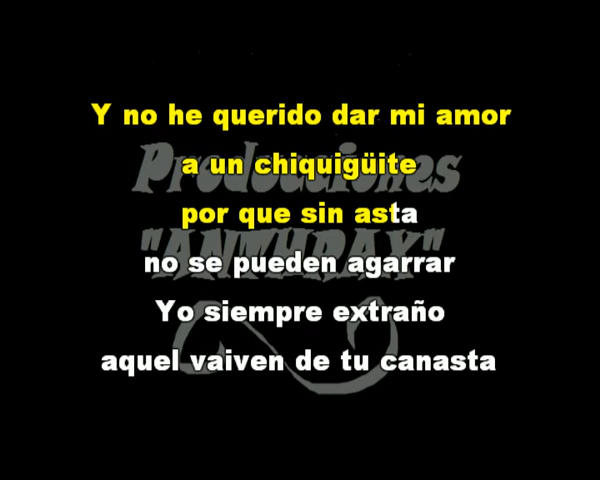 Y no he querido dar mi amor
a un chiquigüite
Producciones
por que sin asta
"ANTHRAX"
no se pueden agarrar
Yo siempre extraño
aquel vaiven de tu canasta